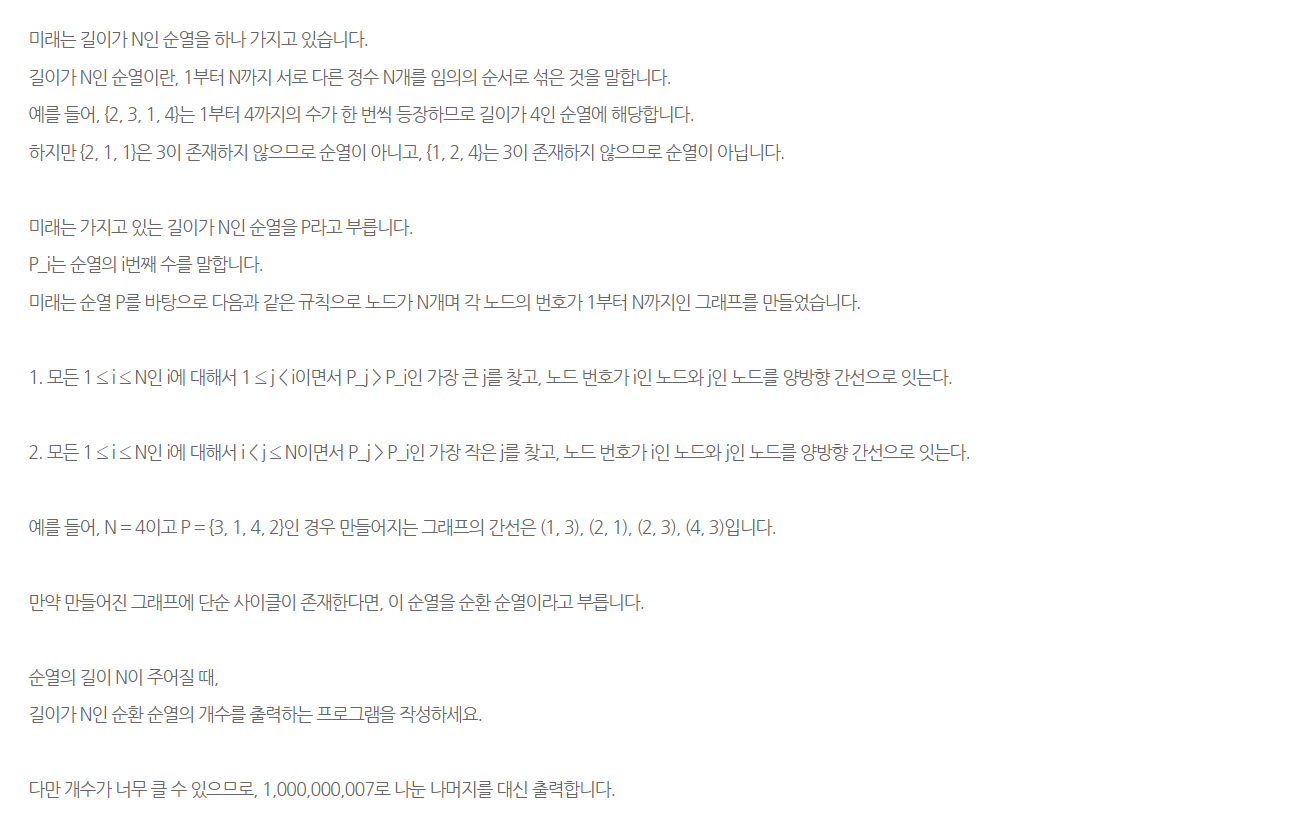 미래는 길이가 N인 순열을 하나 가지고 있습니다.
길이가 N인 순열이란, 1부터 N까지 서로 다른 정수 N개를 임의의 순서로 섞은 것을 말합니다.
예를 들어, {2, 3, 1, 4}는 1부터 4까지의 수가 한 번씩 등장하므로 길이가 4인 순열에 해당합니다.
하지만 {2, 1, 1}은 3이 존재하지 않으므로 순열이 아니고, {1, 2, 4}는 3이 존재하지 않으므로 순열이 아닙니다.
미래는 가지고 있는 길이가 N인 순열을 P라고 부릅니다.
P_i는 순열의 i번째 수를 말합니다.
미래는 순열 P를 바탕으로 다음과 같은 규칙으로 노드가 N개며 각 노드의 번호가 1부터 N까지인 그래프를 만들었습니다.
1. 모든 1 ≤ i ≤ N인 i에 대해서 1 ≤ j < i이면서 P_j > P_i인 가장 큰 j를 찾고, 노드 번호가 i인 노드와 j인 노드를 양방향 간선으로 잇는다.
2. 모든 1 ≤ i ≤ N인 i에 대해서 i < j ≤ N이면서 P_j > P_i인 가장 작은 j를 찾고, 노드 번호가 i인 노드와 j인 노드를 양방향 간선으로 잇는다.
예를 들어, N = 4이고 P = {3, 1, 4, 2}인 경우 만들어지는 그래프의 간선은 (1, 3), (2, 1), (2, 3), (4, 3)입니다.
만약 만들어진 그래프에 단순 사이클이 존재한다면, 이 순열을 순환 순열이라고 부릅니다.
순열의 길이 N이 주어질 때,
길이가 N인 순환 순열의 개수를 출력하는 프로그램을 작성하세요.
다만 개수가 너무 클 수 있으므로, 1,000,000,007로 나눈 나머지를 대신 출력합니다.